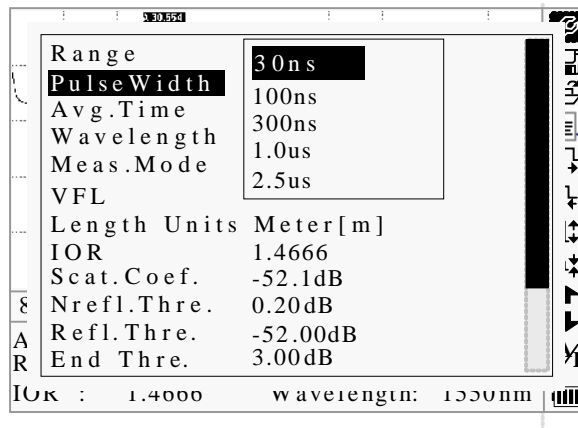 Range
PulseWidth 30ns
Avg.Time 100ns
Wavelength 300ns
Meas.Mode 1.0us
VFL 2.5us
Length Units Meter[m]
IOR 1.4666
Scat.Coef. -52.1dB
Nrefl.Thre. 0.20dB
Refl.Thre. -52.00dB
End Thre. 3.00dB
8
A
R
IOR : 1.4666 Wavelength: 1550nm